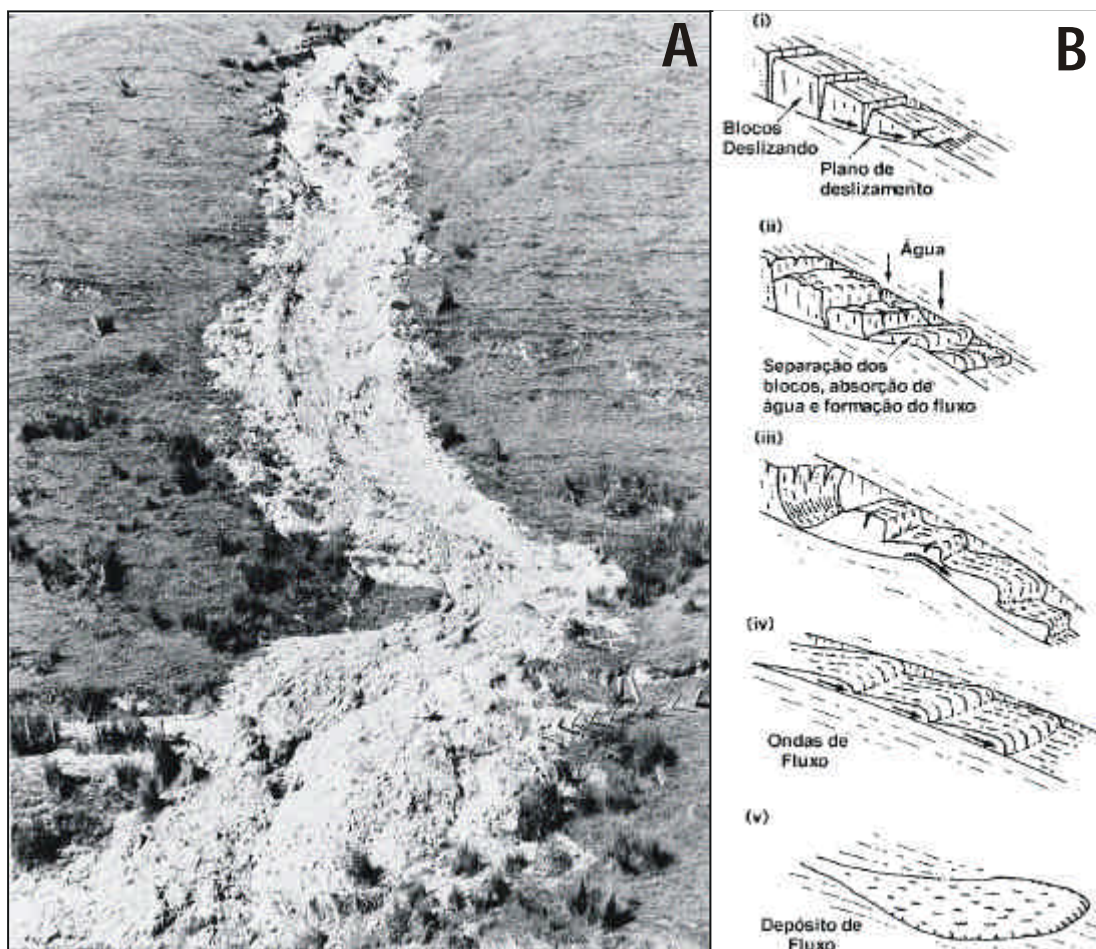 A
B
(i)
Blocos
Deslizando
Plano de
deslizamento
(ii)
Água
Separação dos
blocos, absorção de
água e formação do fluxo
(iii)
(iv)
Ondas de
Fluxo
(v)
Depósito de
Fluxo